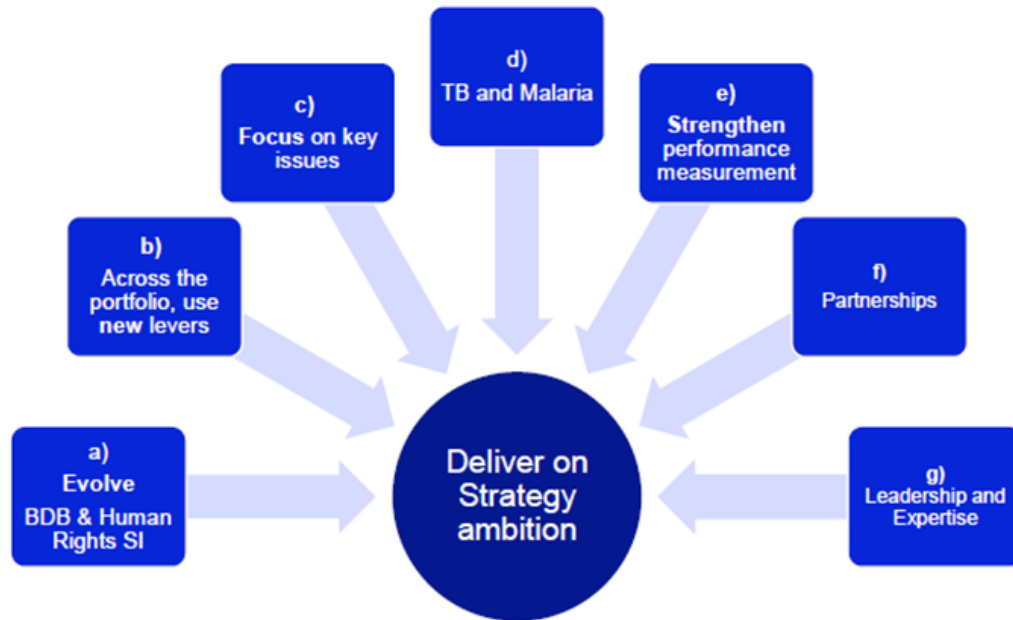 a)
Evolve
BDB & Human
Rights SI
b)
Across the
portfolio, use
new levers
c)
Focus on key
issues
d)
TB and Malaria
e)
Strengthen
performance
measurement
f)
Partnerships
g)
Leadership and
Expertise
Deliver on
Strategy
ambition